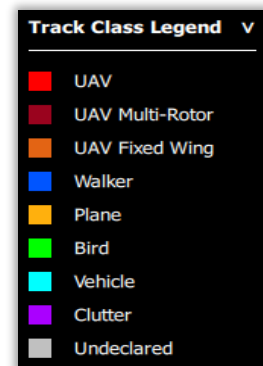 Track Class Legend v
UAV
UAV Multi-Rotor
UAV Fixed Wing
Walker
Plane
Bird
Vehicle
Clutter
Undeclared